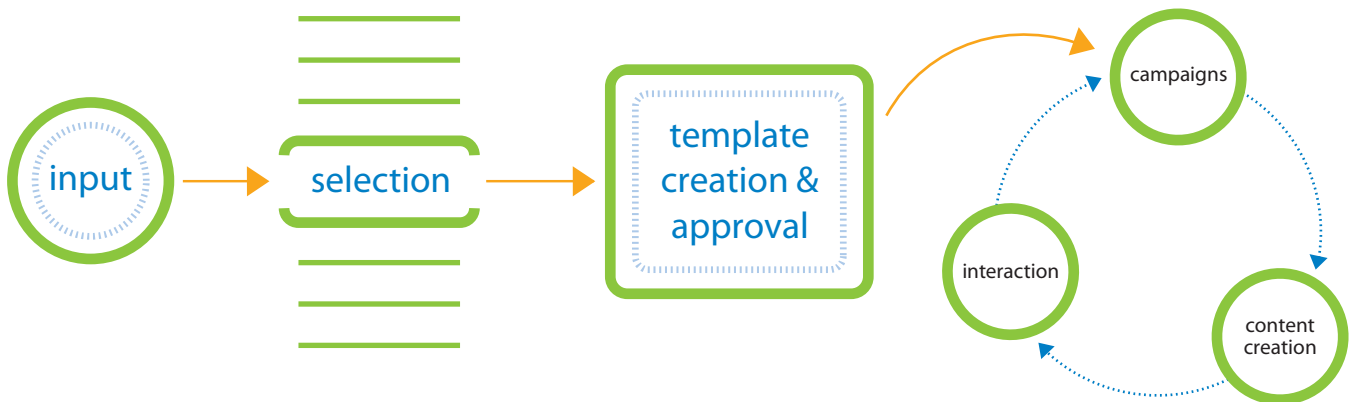 input
selection
template
creation &
approval
campaigns
interaction
content
creation